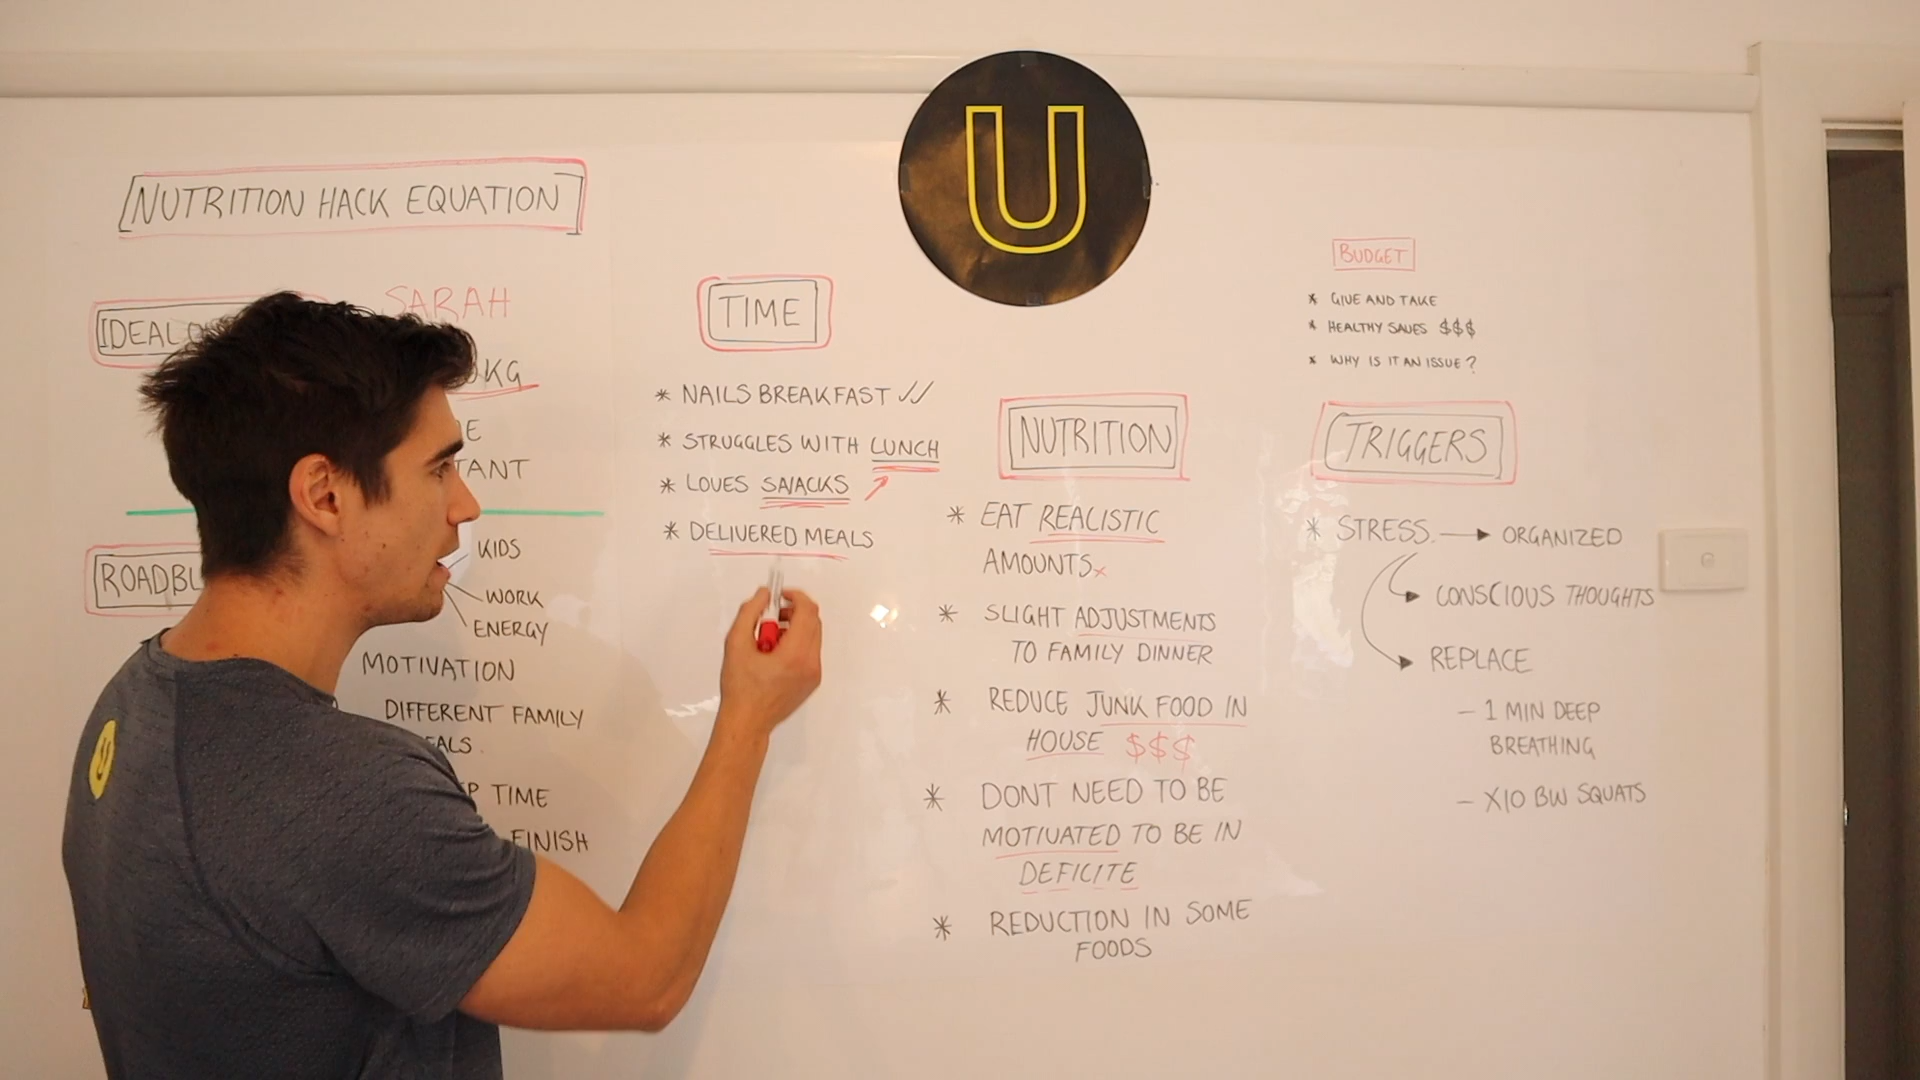 U
NUTRITION HACK EQUATION
SARAH
KG
TANT
KIDS
WORK
ENERGY
MOTIVATION
DIFFERENT FAMILY
TIME
FINISH
TIME
* NAILS BREAKFAST ✓✓
* STRUGGLES WITH LUNCH
* LOVES SNACKS
* DELIVERED MEALS
NUTRITION
* EAT REALISTIC
AMOUNTS
* SLIGHT ADJUSTMENTS
TO FAMILY DINNER
* REDUCE JUNK FOOD IN
HOUSE $$$
* DONT NEED TO BE
MOTIVATED TO BE IN
DEFICITE
* REDUCTION IN SOME
FOODS
BUDGET
* GIVE AND TAKE
* HEALTHY SAVES $$$
* WHY IS IT AN ISSUE?
TRIGGERS
* STRESS → ORGANIZED
CONSCIOUS THOUGHTS
REPLACE
- 1 MIN DEEP
BREATHING
- X10 BW SQUATS
U